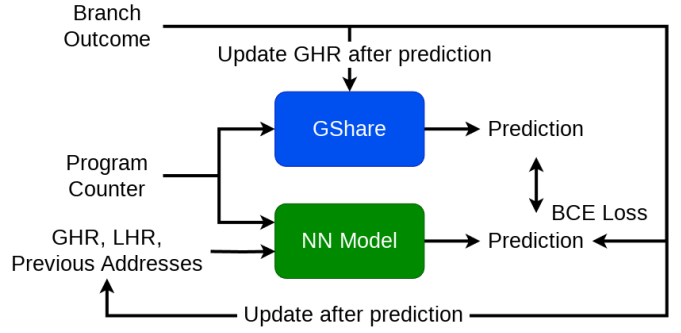 Branch
Outcome
Update GHR after prediction
GShare
Prediction
Program
Counter
BCE Loss
GHR, LHR,
Previous Addresses
NN Model
Prediction
Update after prediction